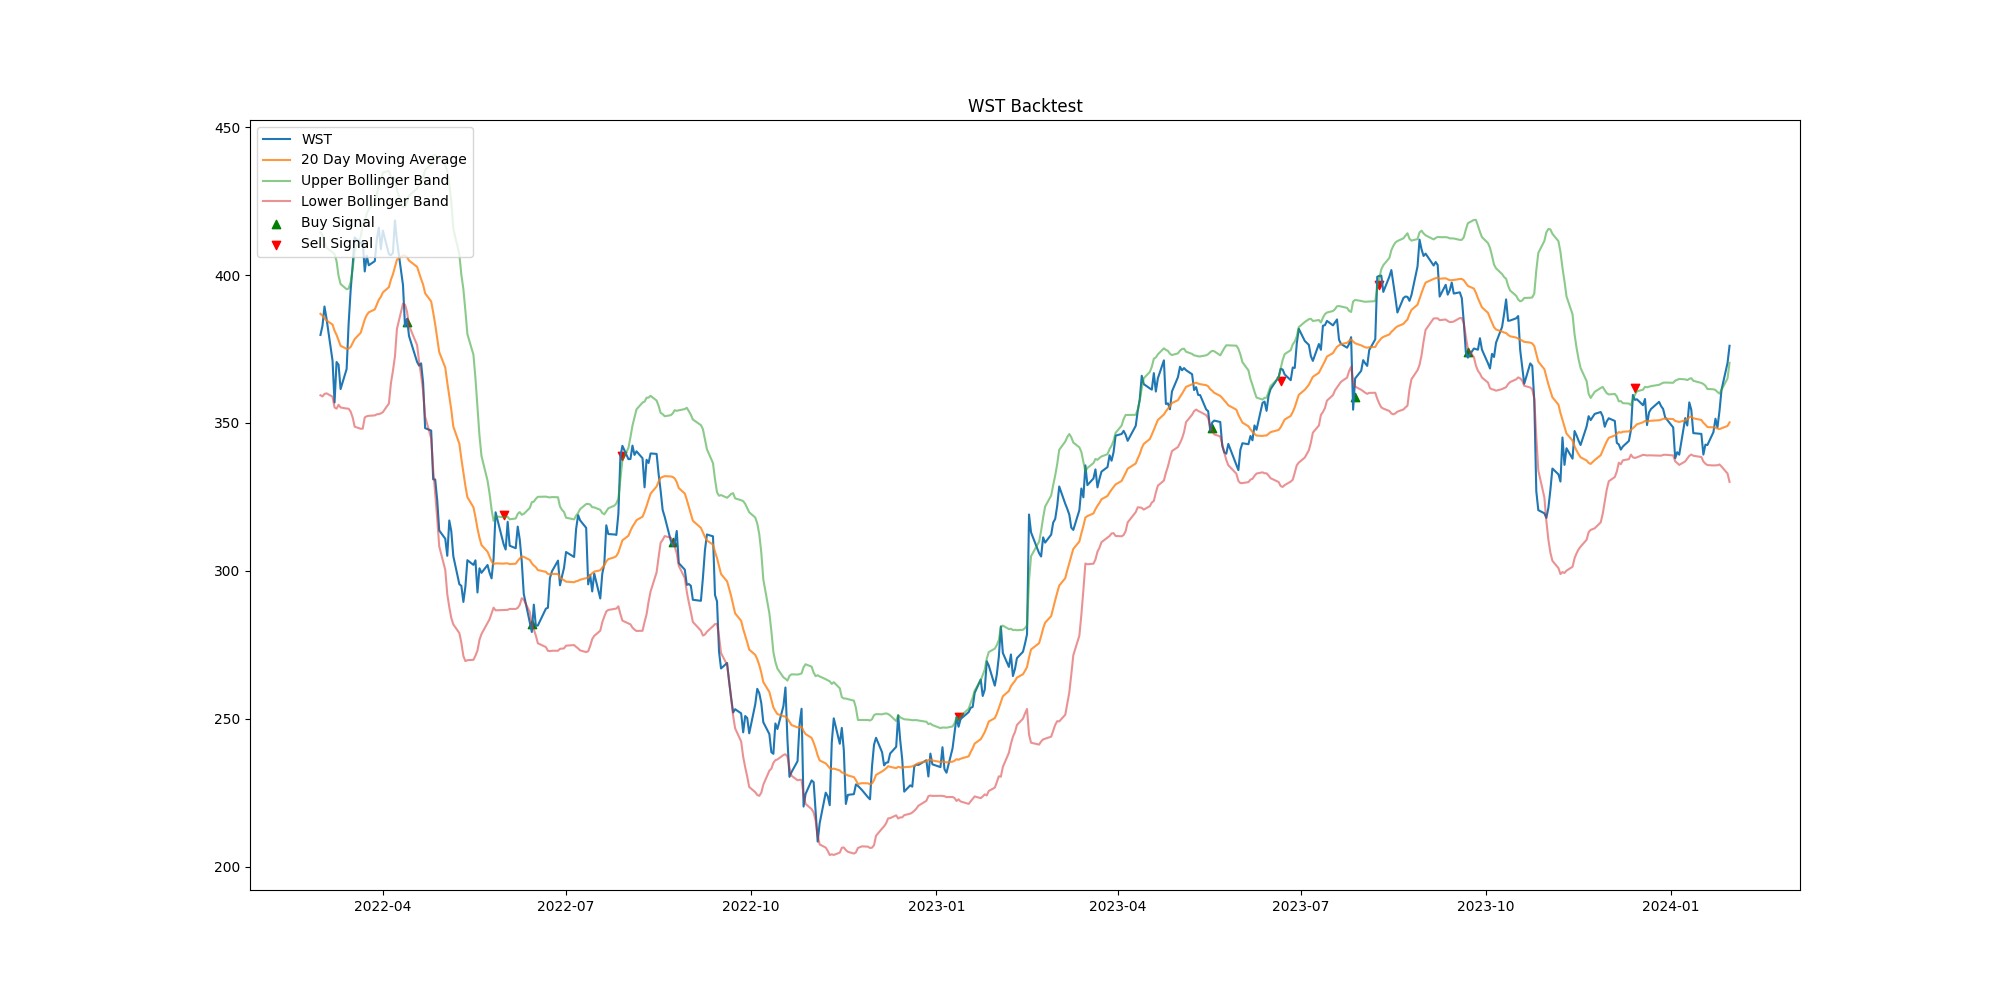 WST Backtest
450
400
350
300
250
200
WST
20 Day Moving Average
Upper Bollinger Band
Lower Bollinger Band
Buy Signal
Sell Signal
2022-04 2022-07 2022-10 2023-01 2023-04 2023-07 2023-10 2024-01